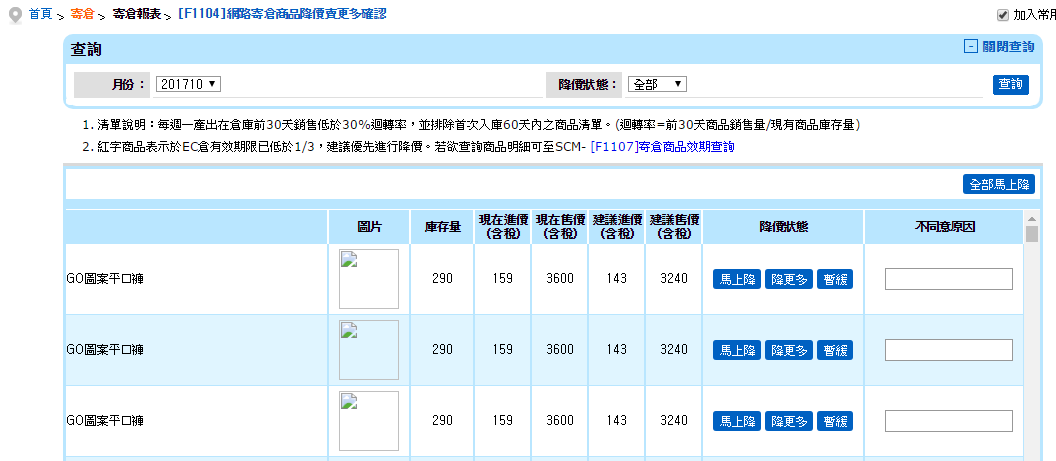 首頁 > 寄倉 > 寄倉報表 > [F1104]網路寄倉商品降價賣更多確認
加入常用
查詢
關閉查詢
月份：
201710
降價狀態：
全部
查詢
1. 清單說明：每週一產出在倉庫前30天銷售低於30%迴轉率，並排除首次入庫60天內之商品清單。(迴轉率=前30天商品銷售量/現有商品庫存量)
2. 紅字商品表示於EC倉有效期限已低於1/3，建議優先進行降價。若欲查詢商品明細可至SCM- [F1107]寄倉商品效期查詢
全部馬上降
圖片 庫存量 現在進價(含稅) 現在售價(含稅) 建議進價(含稅) 建議售價(含稅) 降價狀態 不同意原因
GO圖案平口褲 290 159 3600 143 3240 馬上降 降更多 暫緩
GO圖案平口褲 290 159 3600 143 3240 馬上降 降更多 暫緩
GO圖案平口褲 290 159 3600 143 3240 馬上降 降更多 暫緩